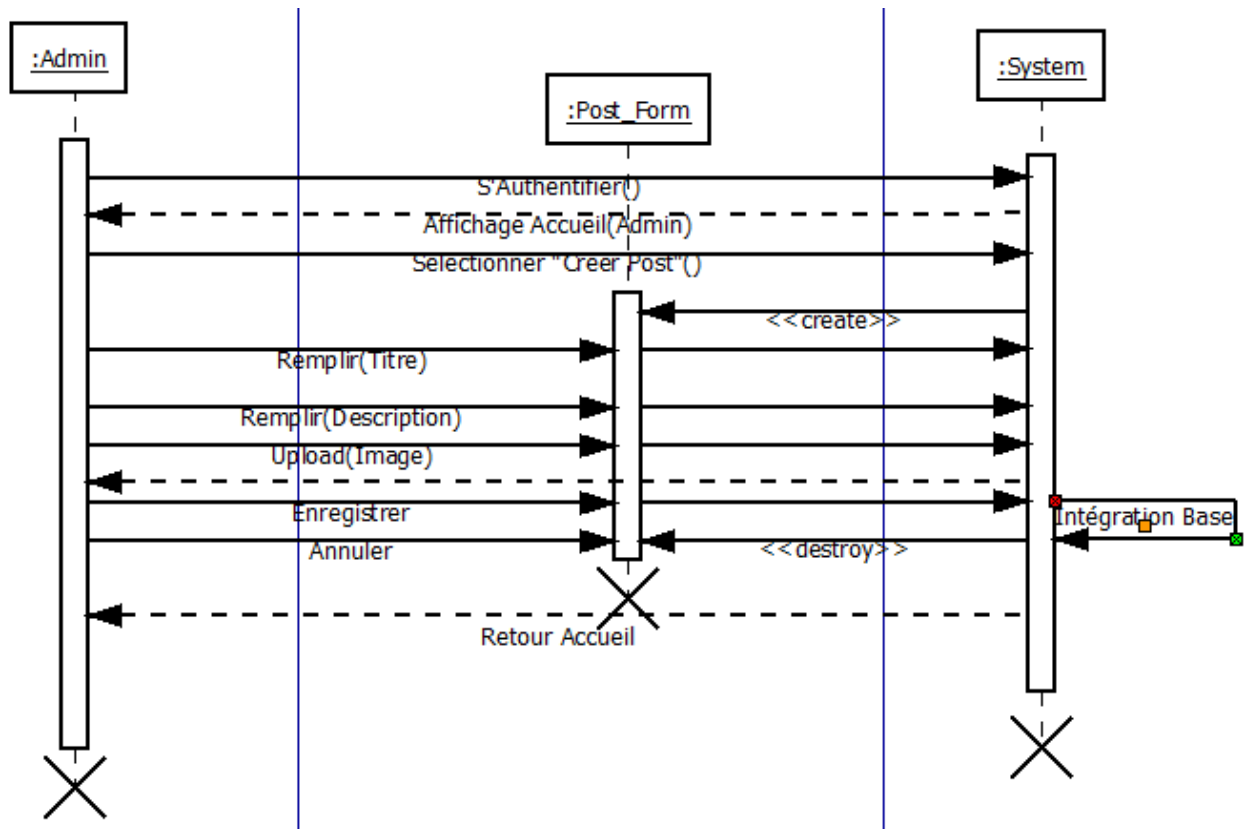 :Admin
:System
:Post_Form
S'Authentifier()
Affichage Accueil(Admin)
Selectionner "Creer Post"()
<<create>>
Remplir(Titre)
Remplir(Description)
Upload(Image)
Enregistrer
Intégration Base
Annuler
<<destroy>>
Retour Accueil